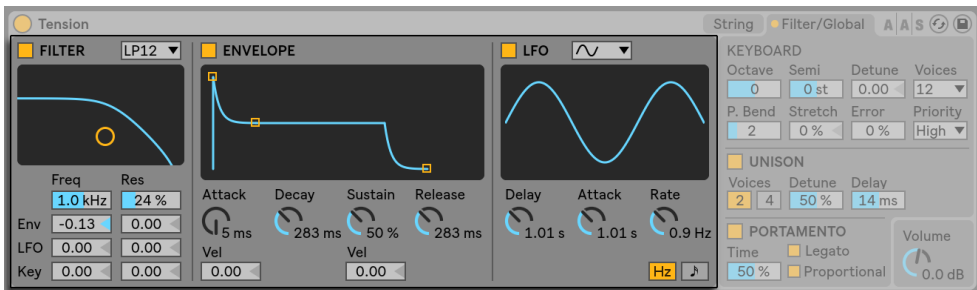 Tension String Filter/Global A A S
FILTER LP12 ENVELOPE LFO KEYBOARD
Octave Semi Detune Voices
0 0 st 0.00 12
P. Bend Stretch Error Priority
2 0 % 0 % High
UNISON
Freq Res
1.0 kHz 24 %
Attack Decay Sustain Release Delay Attack Rate
Voices Detune Delay
2 4 50 % 14 ms
Env -0.13 0.00
5 ms 283 ms 50 % 283 ms 1.01 s 1.01 s 0.9 Hz
PORTAMENTO Volume
LFO 0.00 0.00 Vel Vel
Time Legato
Key 0.00 0.00 0.00 0.00 Hz
50 % Proportional 0.0 dB